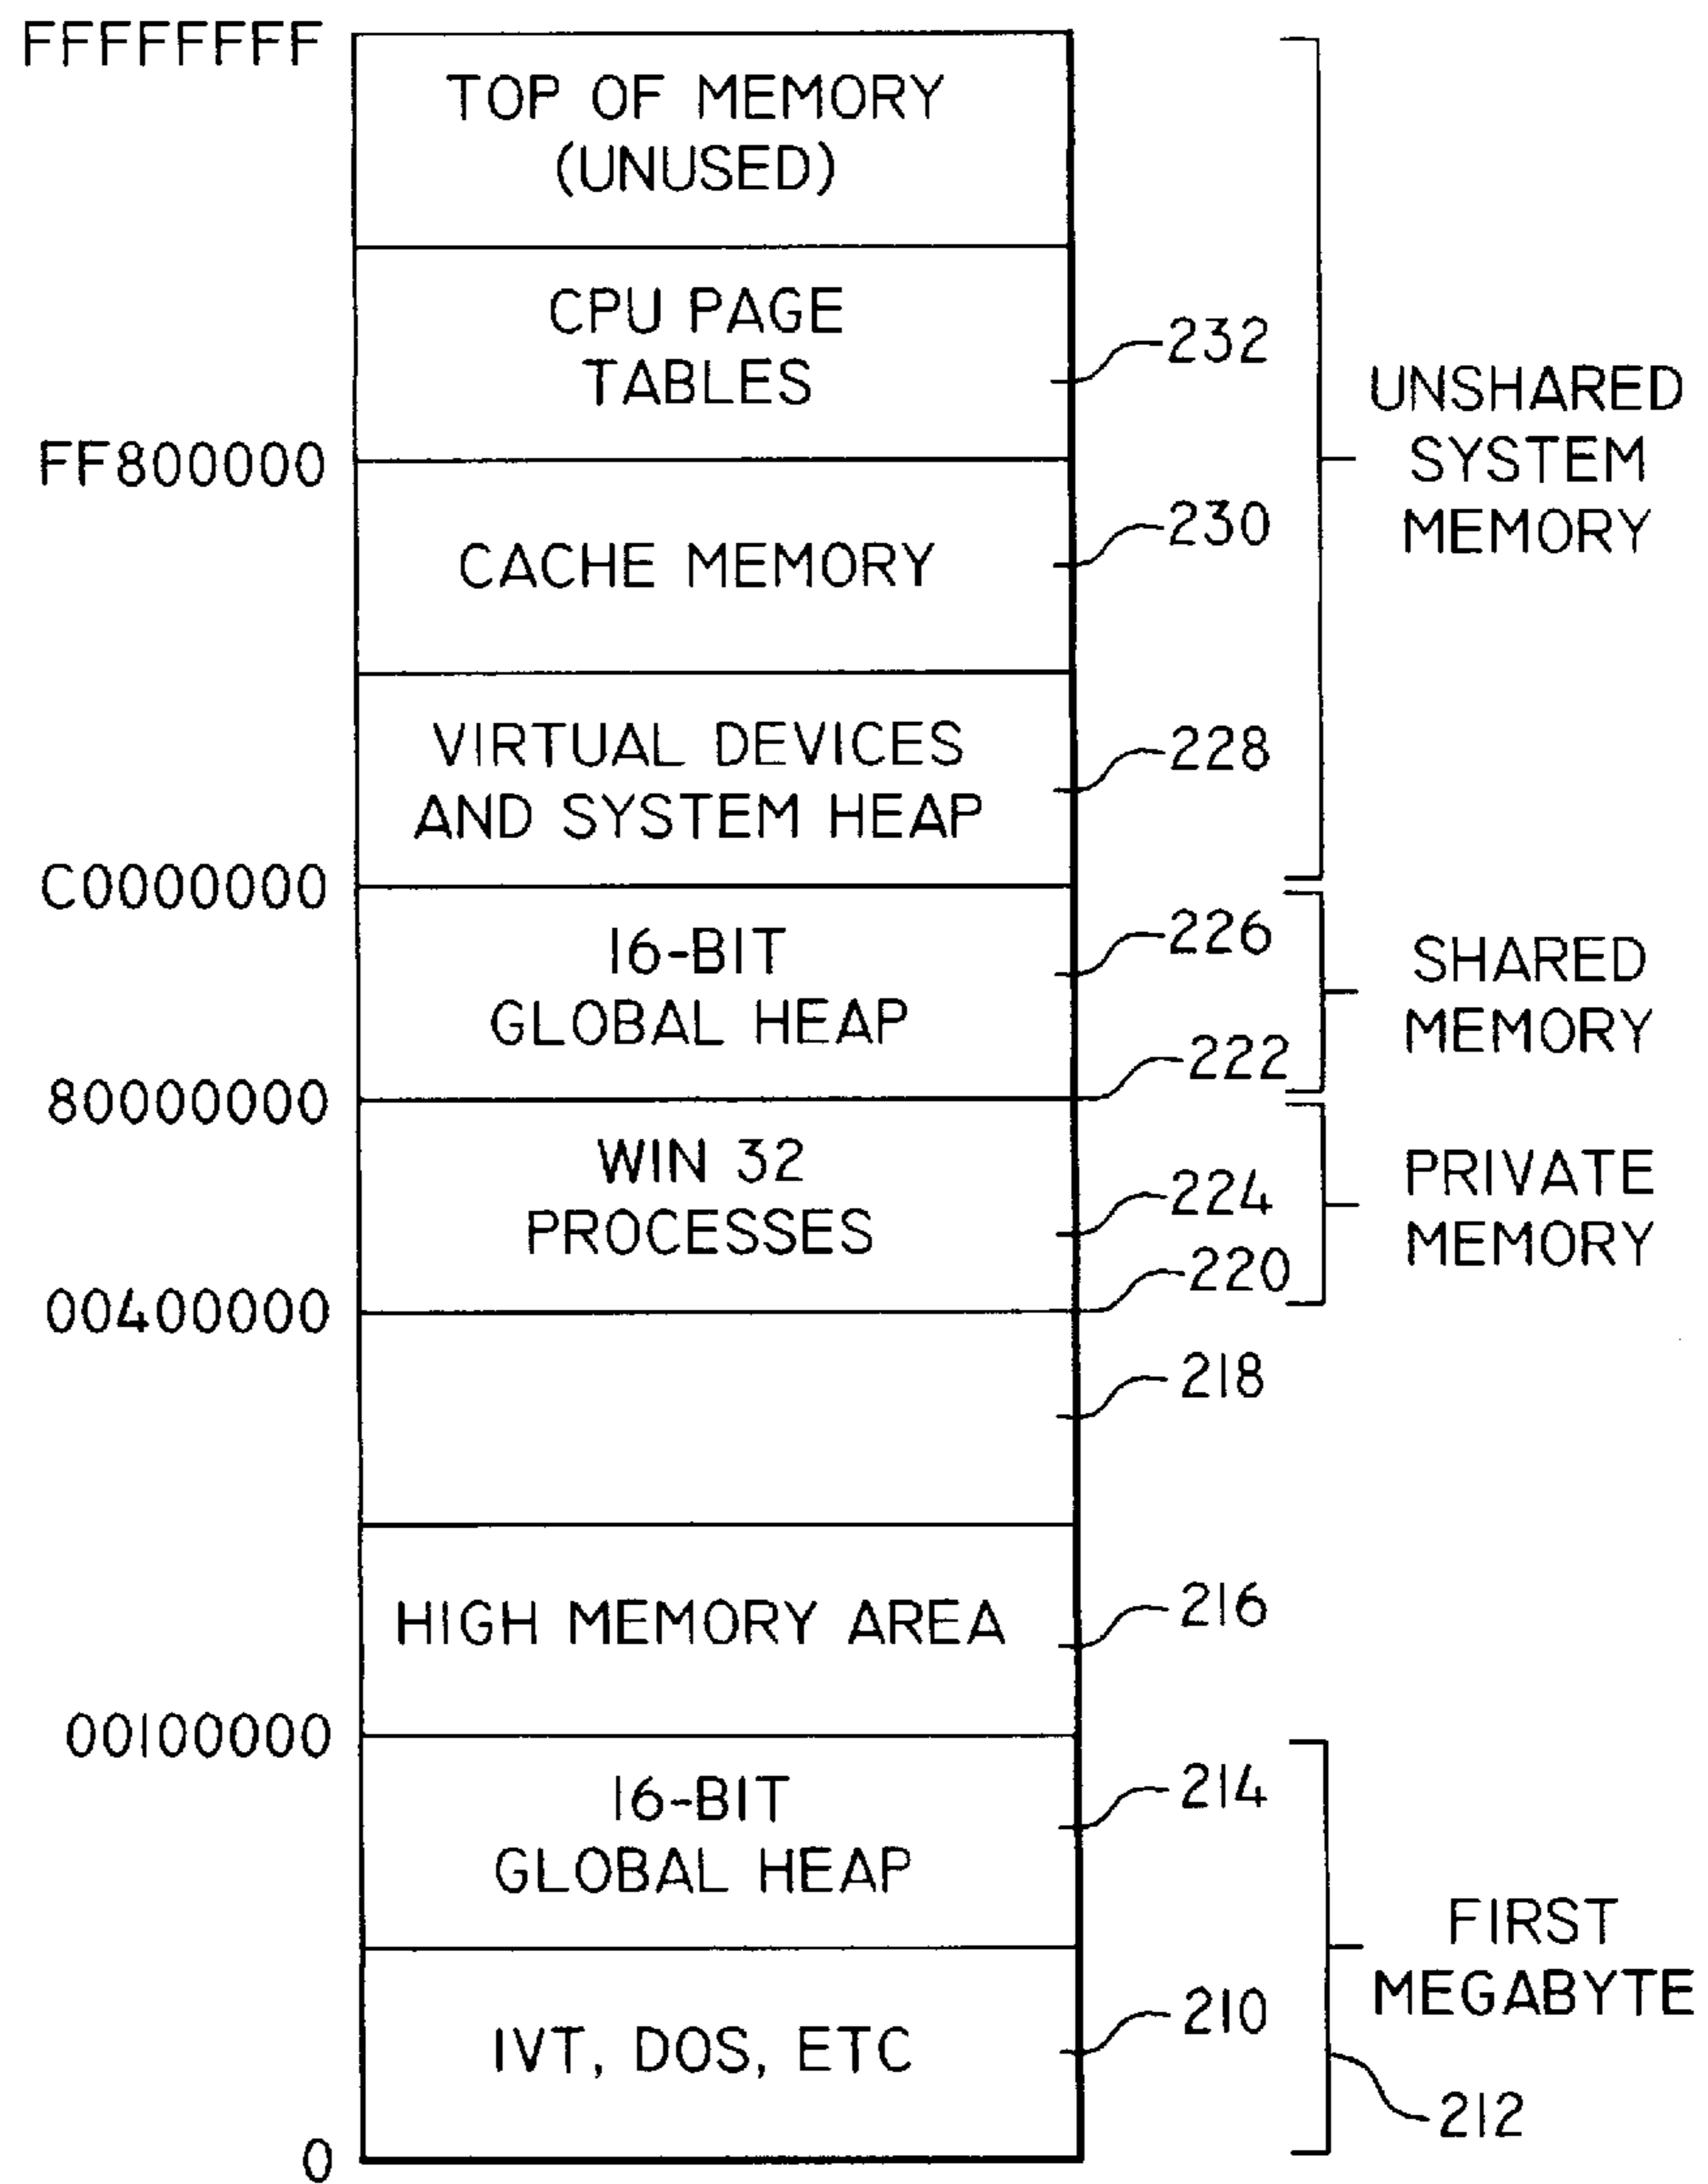 FFFFFFFF
TOP OF MEMORY
(UNUSED)
CPU PAGE
TABLES
232
UNSHARED
SYSTEM
MEMORY
FF800000
CACHE MEMORY
230
VIRTUAL DEVICES
AND SYSTEM HEAP
228
C0000000
16-BIT
GLOBAL HEAP
226
SHARED
MEMORY
222
80000000
WIN 32
PROCESSES
224
PRIVATE
MEMORY
220
00400000
218
HIGH MEMORY AREA
216
00100000
16-BIT
GLOBAL HEAP
214
FIRST
MEGABYTE
IVT, DOS, ETC
210
212
0